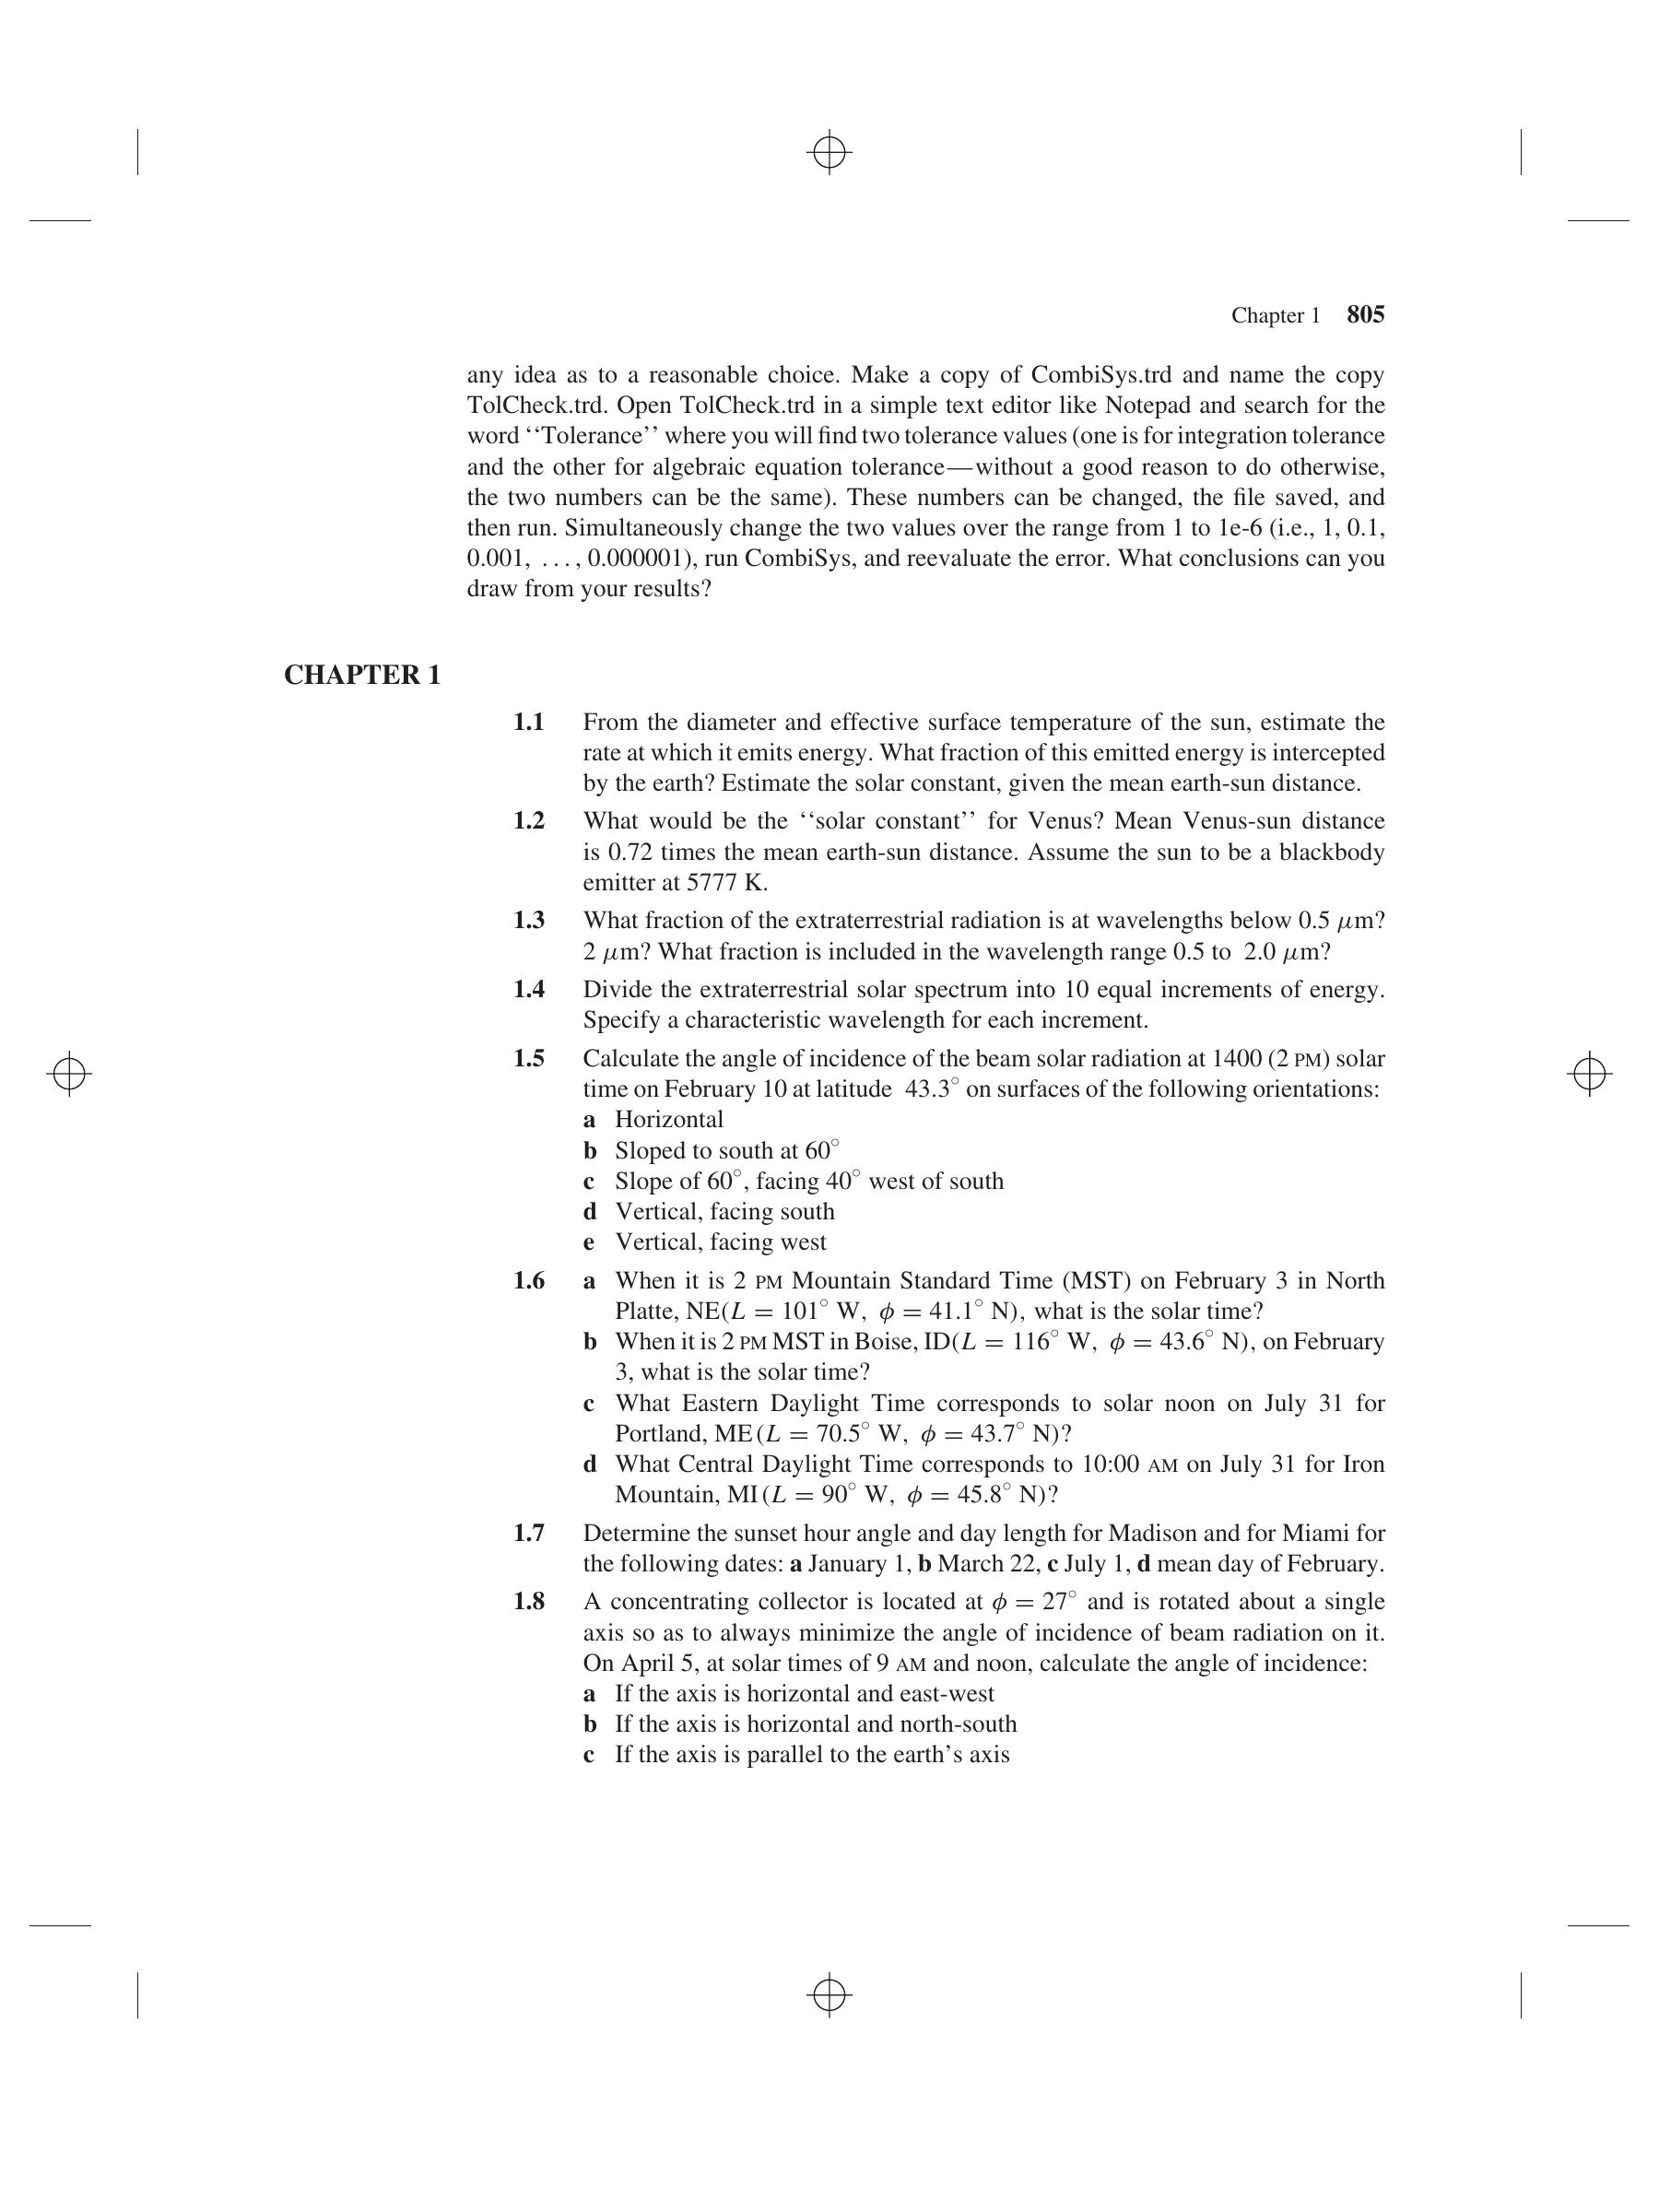 Chapter 1 805
any idea as to a reasonable choice. Make a copy of CombiSys.trd and name the copy
TolCheck.trd. Open TolCheck.trd in a simple text editor like Notepad and search for the
word ‘‘Tolerance’’ where you will find two tolerance values (one is for integration tolerance
and the other for algebraic equation tolerance—without a good reason to do otherwise,
the two numbers can be the same). These numbers can be changed, the file saved, and
then run. Simultaneously change the two values over the range from 1 to 1e-6 (i.e., 1, 0.1,
0.001, ..., 0.000001), run CombiSys, and reevaluate the error. What conclusions can you
draw from your results?
CHAPTER 1
1.1 From the diameter and effective surface temperature of the sun, estimate the
rate at which it emits energy. What fraction of this emitted energy is intercepted
by the earth? Estimate the solar constant, given the mean earth-sun distance.
1.2 What would be the ‘‘solar constant’’ for Venus? Mean Venus-sun distance
is 0.72 times the mean earth-sun distance. Assume the sun to be a blackbody
emitter at 5777 K.
1.3 What fraction of the extraterrestrial radiation is at wavelengths below 0.5 μm?
2 μm? What fraction is included in the wavelength range 0.5 to 2.0 μm?
1.4 Divide the extraterrestrial solar spectrum into 10 equal increments of energy.
Specify a characteristic wavelength for each increment.
1.5 Calculate the angle of incidence of the beam solar radiation at 1400 (2 PM) solar
time on February 10 at latitude 43.3° on surfaces of the following orientations:
a Horizontal
b Sloped to south at 60°
c Slope of 60°, facing 40° west of south
d Vertical, facing south
e Vertical, facing west
1.6 a When it is 2 PM Mountain Standard Time (MST) on February 3 in North
Platte, NE(L = 101° W, ϕ = 41.1° N), what is the solar time?
b When it is 2 PM MST in Boise, ID(L = 116° W, ϕ = 43.6° N), on February
3, what is the solar time?
c What Eastern Daylight Time corresponds to solar noon on July 31 for
Portland, ME(L = 70.5° W, ϕ = 43.7° N)?
d What Central Daylight Time corresponds to 10:00 AM on July 31 for Iron
Mountain, MI(L = 90° W, ϕ = 45.8° N)?
1.7 Determine the sunset hour angle and day length for Madison and for Miami for
the following dates: a January 1, b March 22, c July 1, d mean day of February.
1.8 A concentrating collector is located at ϕ = 27° and is rotated about a single
axis so as to always minimize the angle of incidence of beam radiation on it.
On April 5, at solar times of 9 AM and noon, calculate the angle of incidence:
a If the axis is horizontal and east-west
b If the axis is horizontal and north-south
c If the axis is parallel to the earth’s axis